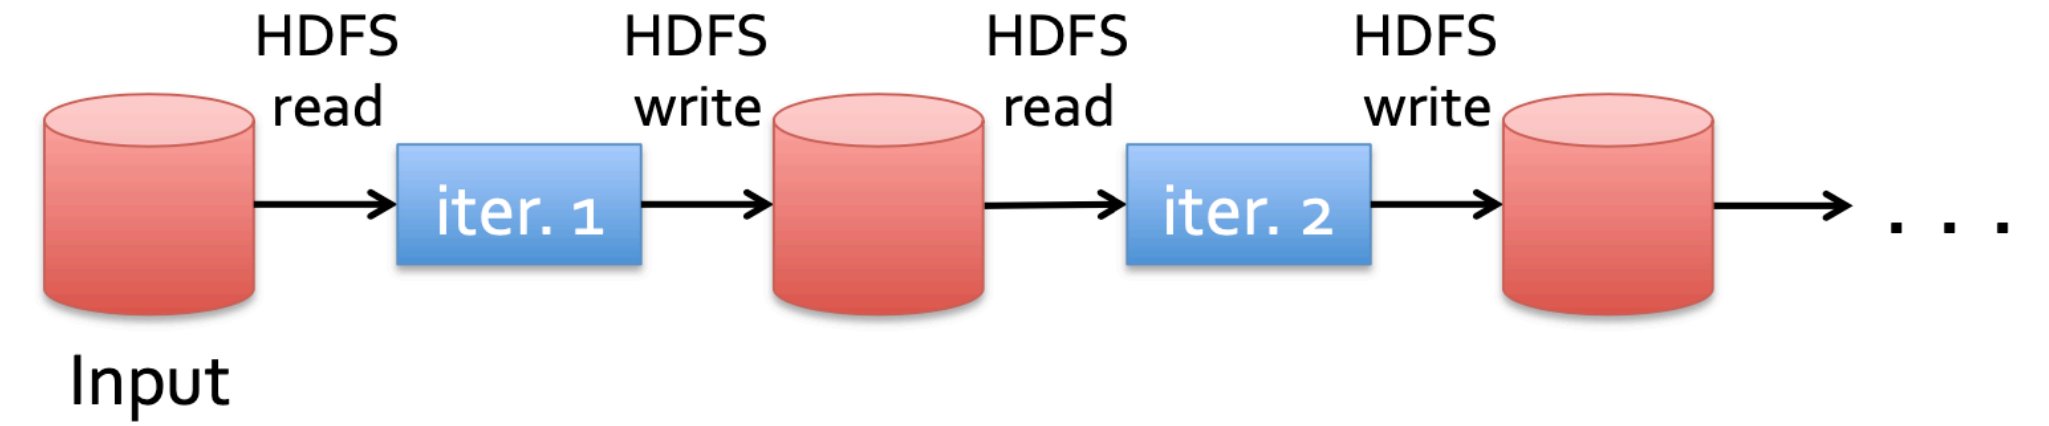 HDFS
read
HDFS
write
HDFS
read
HDFS
write
iter. 1
iter. 2
. . .
Input